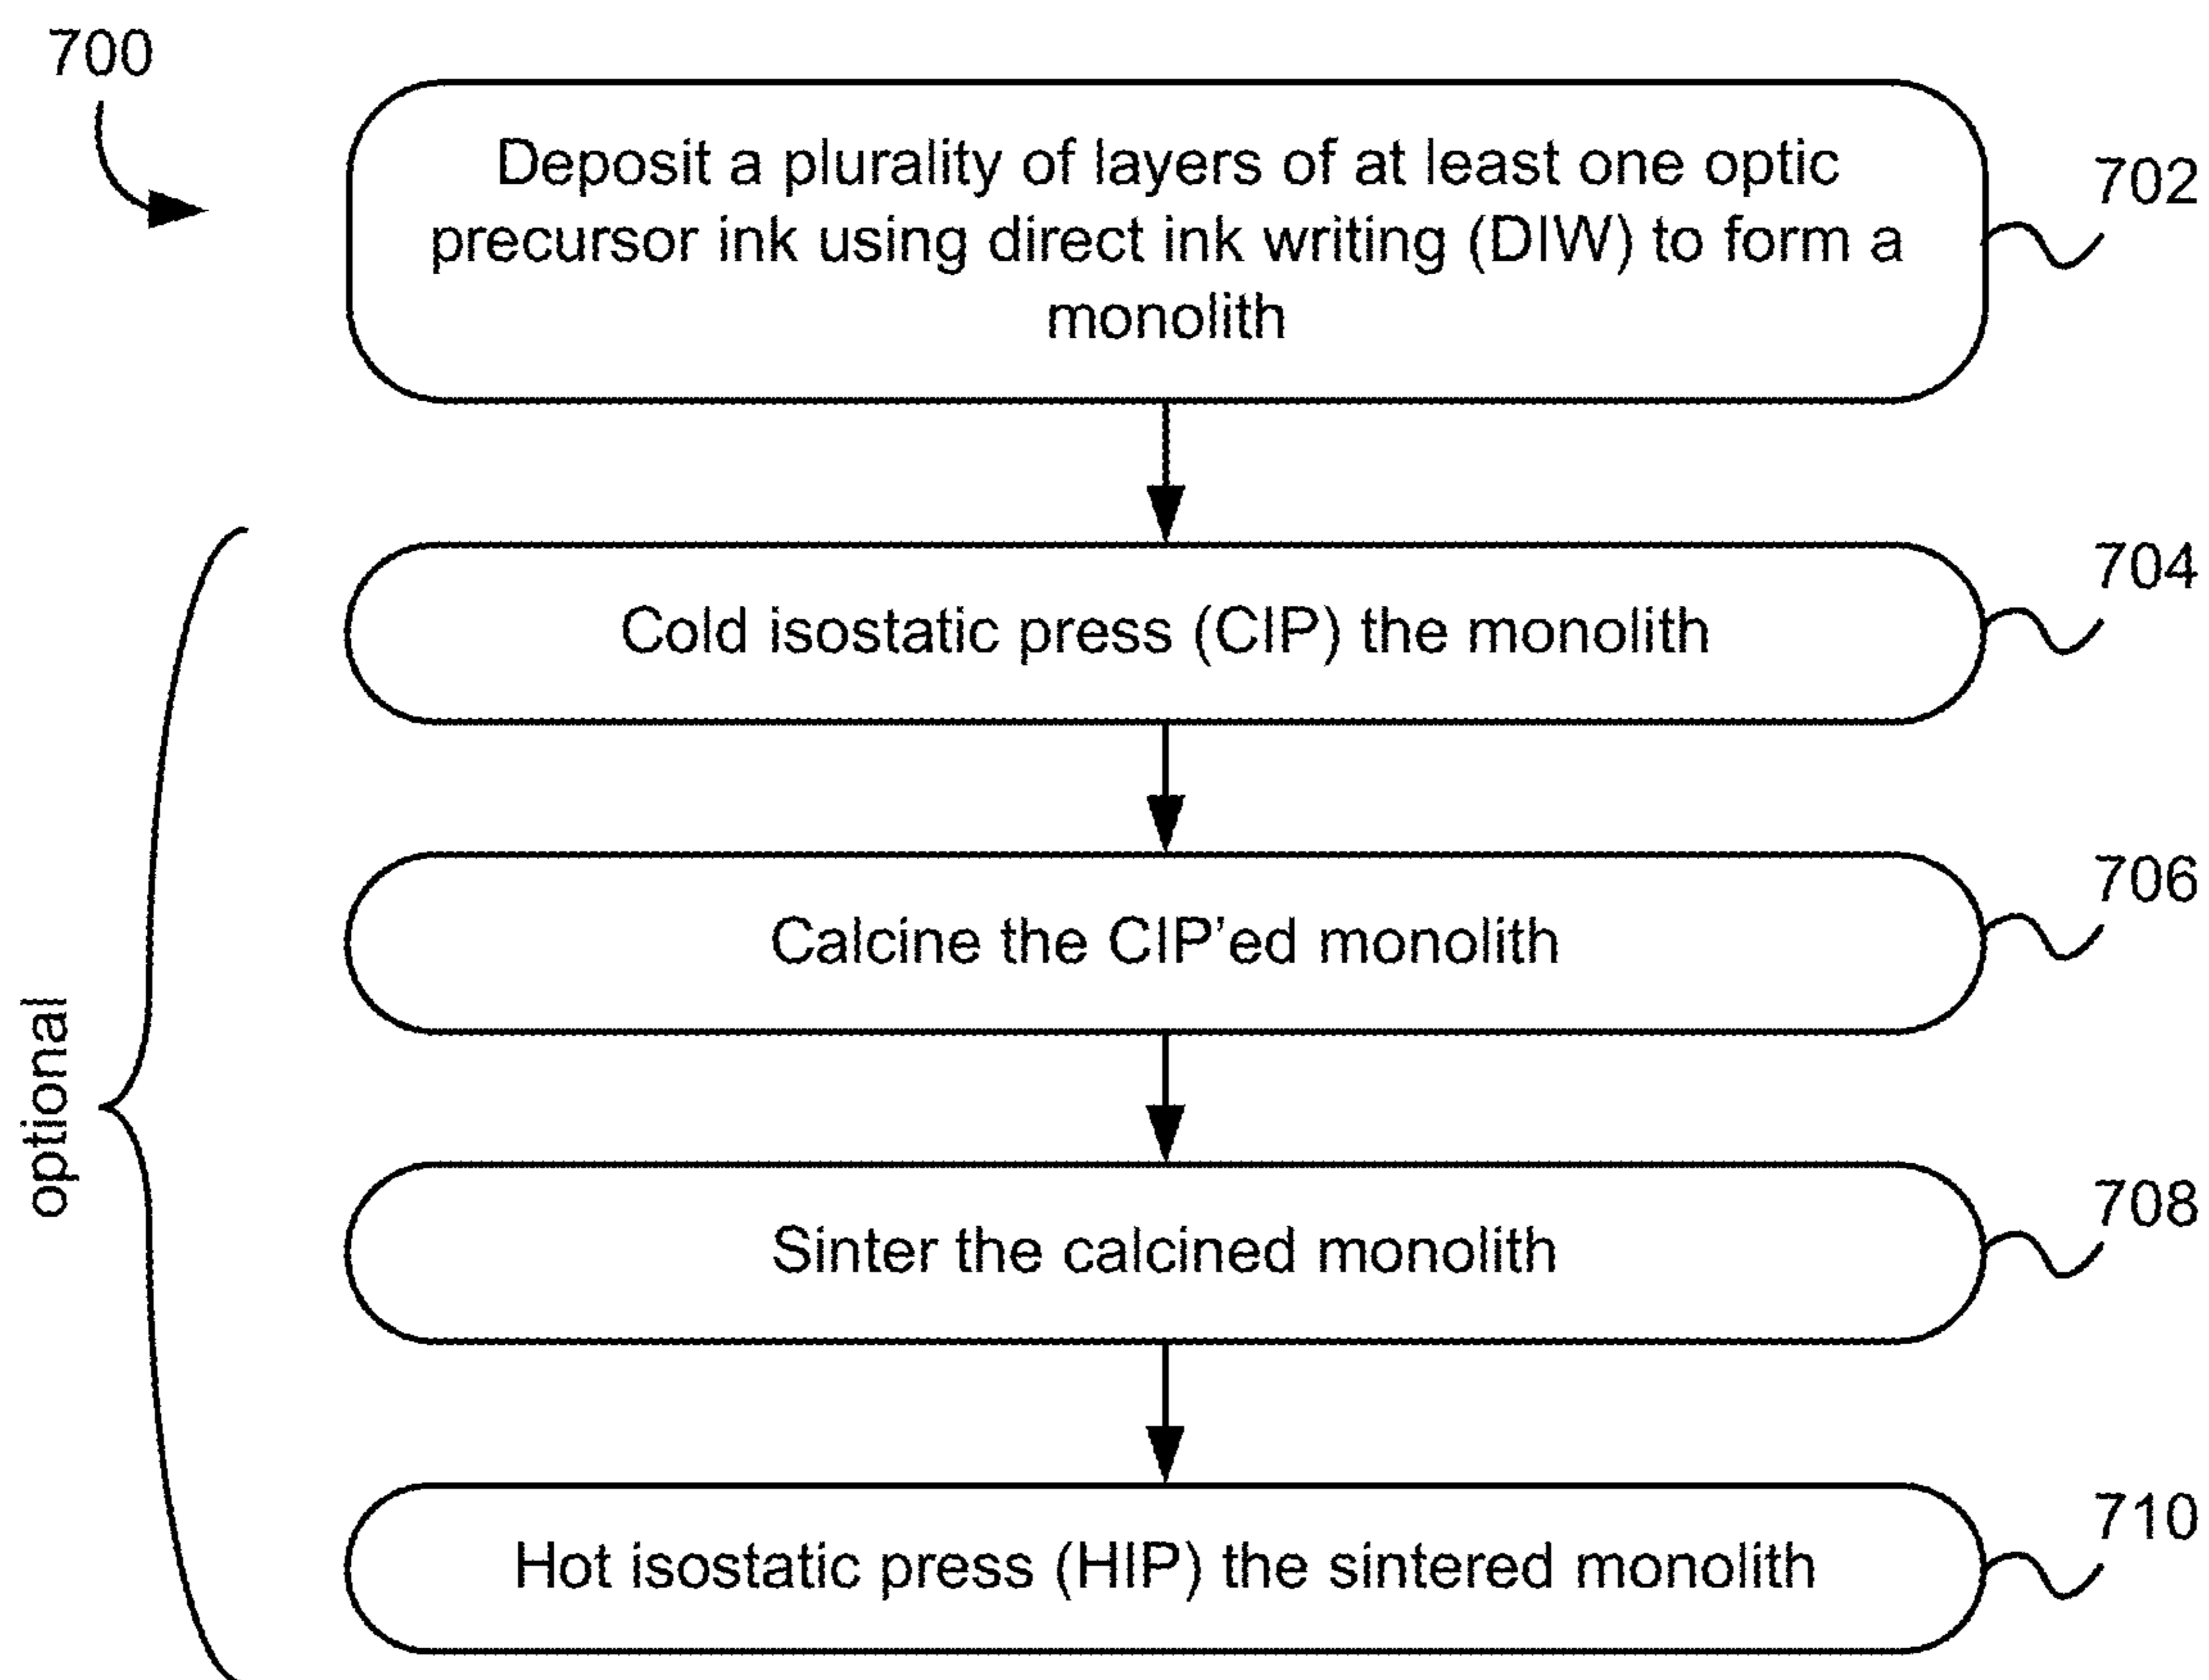 700
Deposit a plurality of layers of at least one optic
precursor ink using direct ink writing (DIW) to form a
monolith
702
Cold isostatic press (CIP) the monolith
704
Calcine the CIP'ed monolith
706
optional
Sinter the calcined monolith
708
Hot isostatic press (HIP) the sintered monolith
710